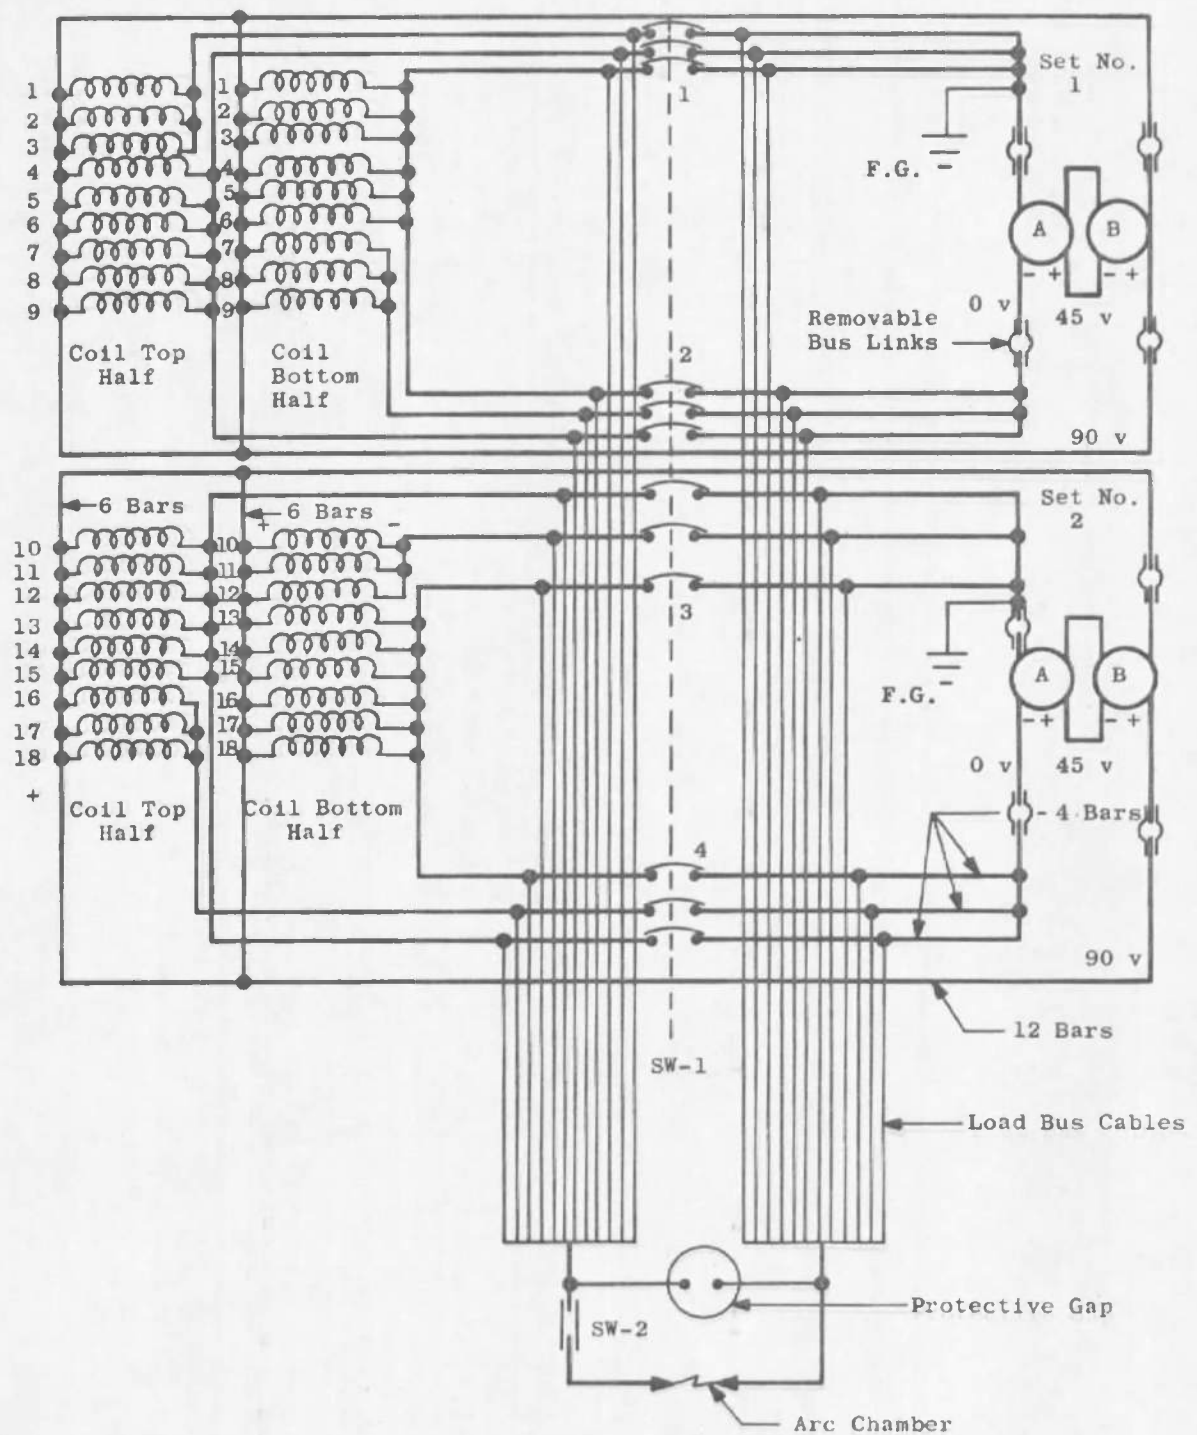 1
2
3
4
5
6
7
8
9
Coil Top
Half
1
2
3
4
5
6
7
8
9
Coil
Bottom
Half
1
2
Set No.
1
F.G.
A
B
- +
- +
0 v
45 v
Removable
Bus Links
90 v
6 Bars
6 Bars
+
-
10
11
12
13
14
15
16
17
18
+
Coil Top
Half
10
11
12
13
14
15
16
17
18
Coil Bottom
Half
3
4
Set No.
2
F.G.
A
B
- +
- +
0 v
45 v
- 4 Bars
90 v
12 Bars
SW-1
Load Bus Cables
Protective Gap
SW-2
Arc Chamber